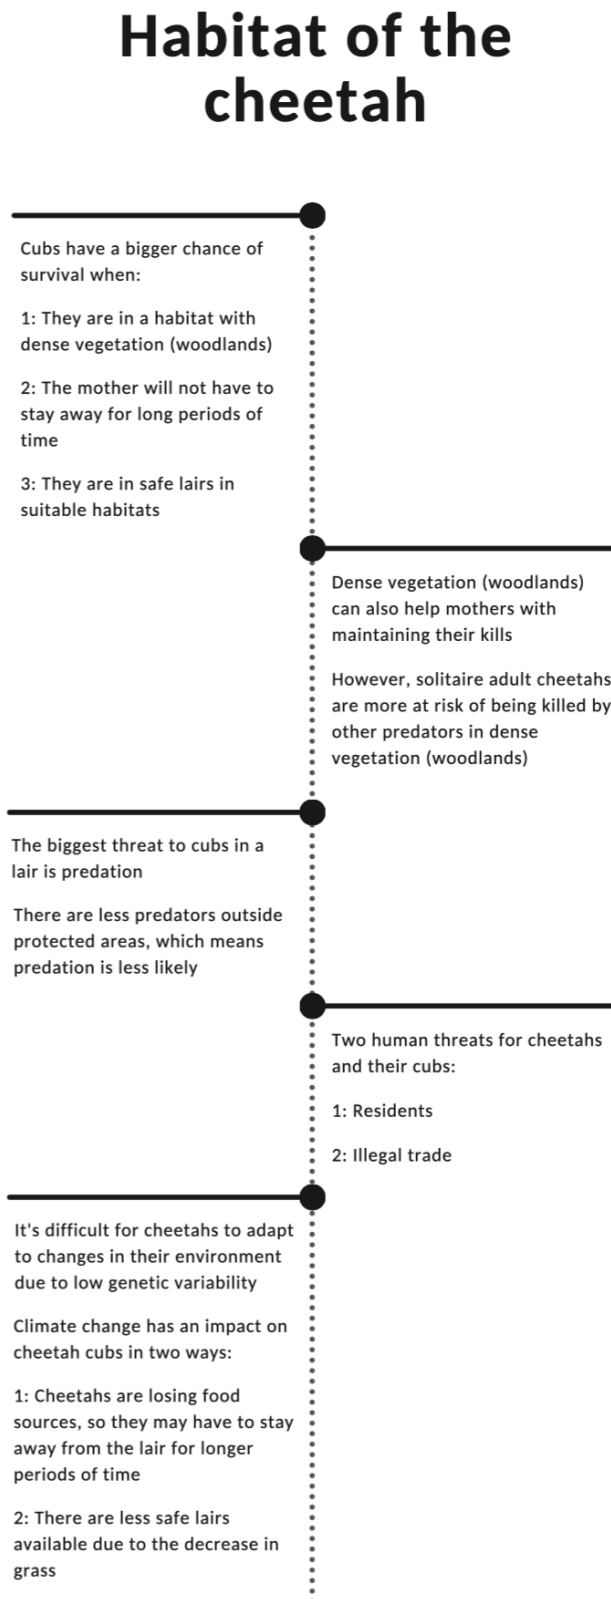 Habitat of the
cheetah
Cubs have a bigger chance of
survival when:
1: They are in a habitat with
dense vegetation (woodlands)
2: The mother will not have to
stay away for long periods of
time
3: They are in safe lairs in
suitable habitats
Dense vegetation (woodlands)
can also help mothers with
maintaining their kills
However, solitaire adult cheetahs
are more at risk of being killed by
other predators in dense
vegetation (woodlands)
The biggest threat to cubs in a
lair is predation
There are less predators outside
protected areas, which means
predation is less likely
Two human threats for cheetahs
and their cubs:
1: Residents
2: Illegal trade
It's difficult for cheetahs to adapt
to changes in their environment
due to low genetic variability
Climate change has an impact on
cheetah cubs in two ways:
1: Cheetahs are losing food
sources, so they may have to stay
away from the lair for longer
periods of time
2: There are less safe lairs
available due to the decrease in
grass